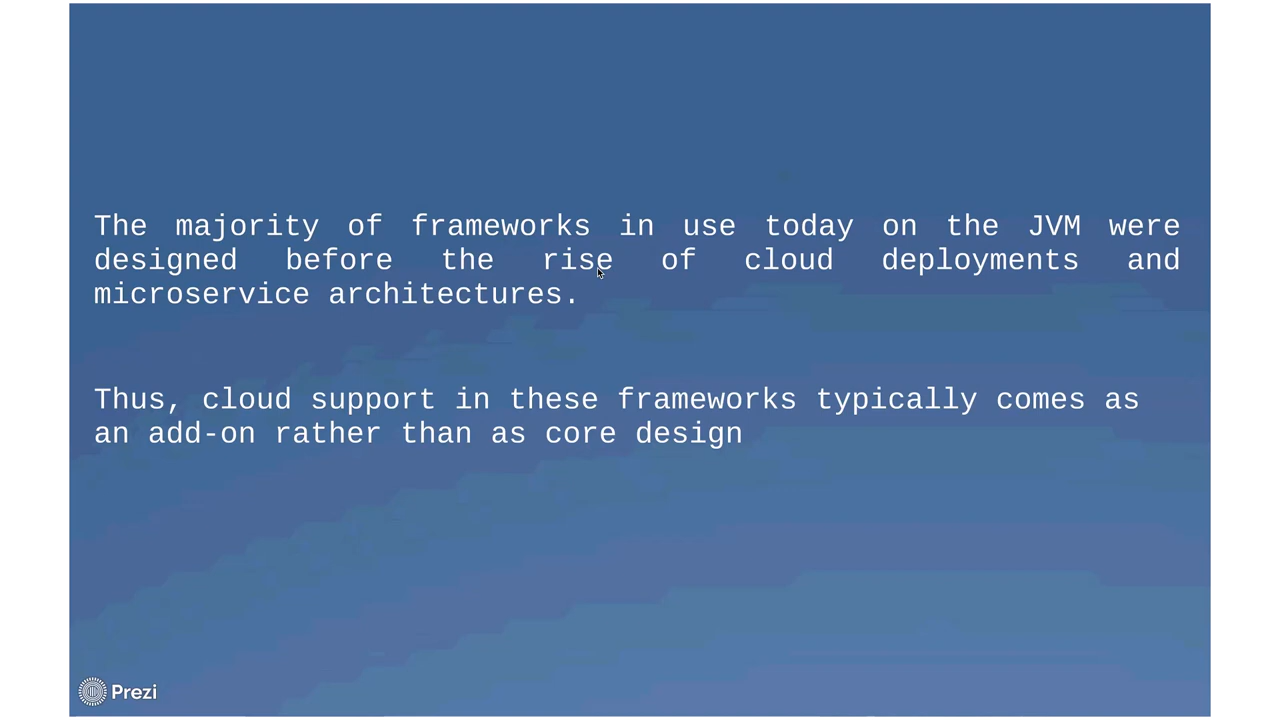 The majority of frameworks in use today on the JVM were
designed before the rise of cloud deployments and
microservice architectures.
Thus, cloud support in these frameworks typically comes as
an add-on rather than as core design
Prezi